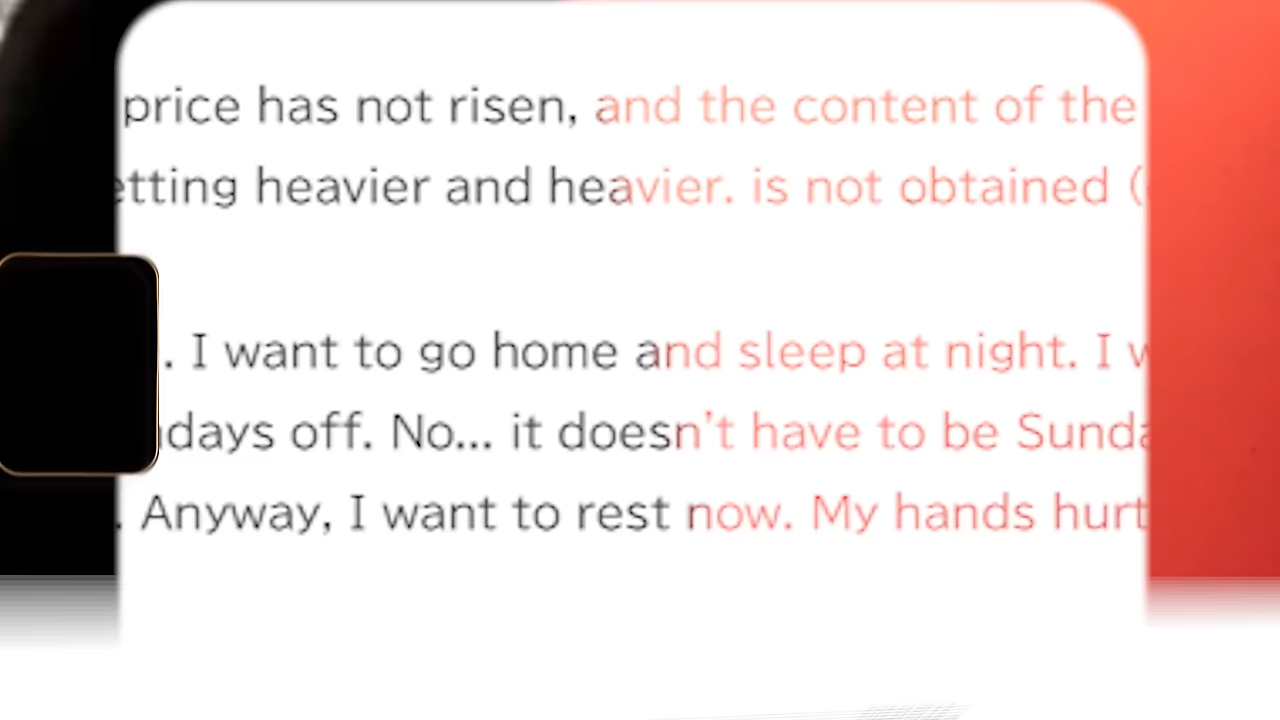 price has not risen, and the content of the
etting heavier and heavier. is not obtained (
. I want to go home and sleep at night. I w
days off. No... it doesn't have to be Sunda
. Anyway, I want to rest now. My hands hurt